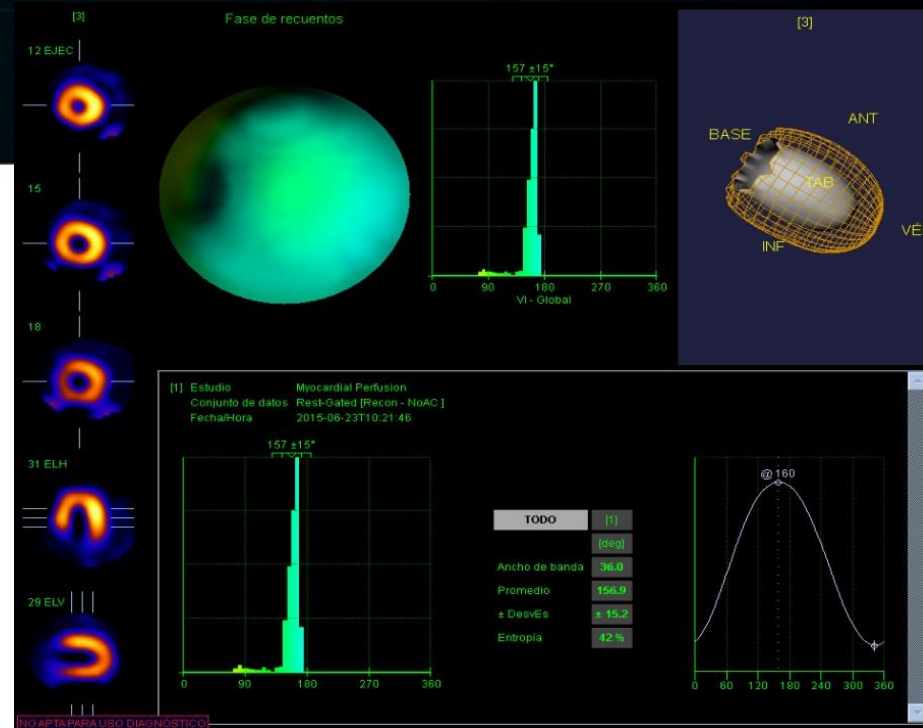 [3]
Fase de recuentos
[3]
12 EJEC
157 ±15°
ANT
BASE
TAB
15
VÉ
INF
0 90 180 270 360
VI - Global
18
[1] Estudio Myocardial Perfusion
Conjunto de datos Rest-Gated [Recon - NoAC ]
Fecha/Hora 2015-06-23T10:21:46
157 ±15°
31 ELH
@160
TODO [1]
[deg]
Ancho de banda 36.0
Promedio 156.9
± DesvEs ± 15.2
Entropía 42 %
29 ELV
0 90 180 270 360
0 60 120 180 240 300 360
NO APTA PARA USO DIAGNÓSTICO